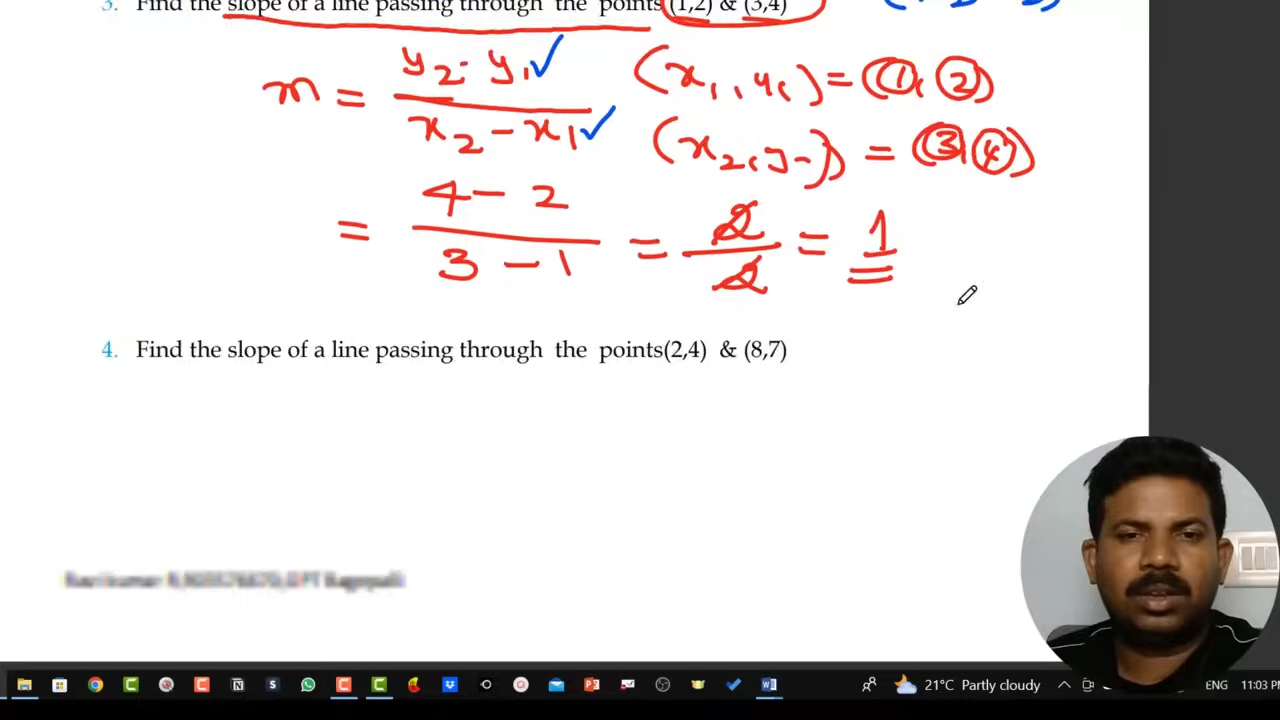 3. Find the slope of a line passing through the points (1,2) & (3,4)
m = y2 - y1 / x2 - x1 (x1, y1) = (1, 2)
(x2, y2) = (3, 4)
= 4 - 2 / 3 - 1 = 2 / 2 = 1
4. Find the slope of a line passing through the points(2,4) & (8,7)
21°C Partly cloudy ENG 11:03 PM